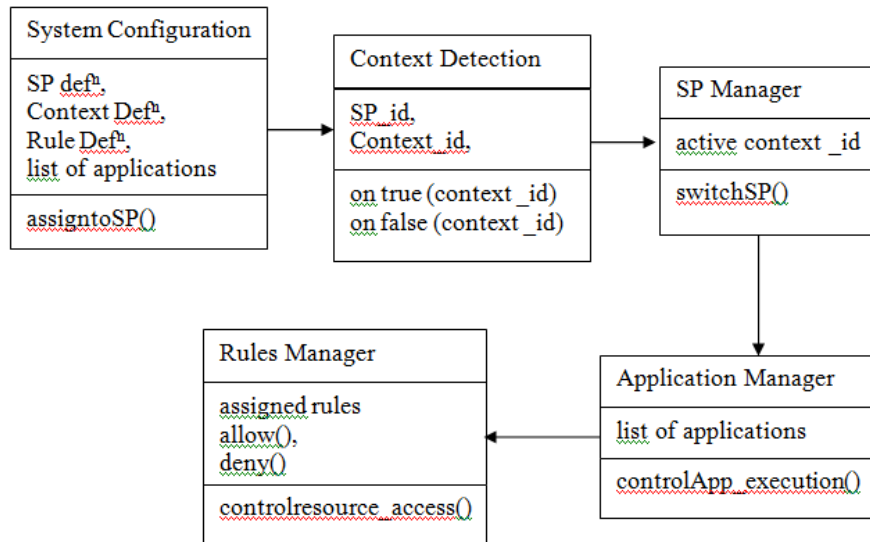 System Configuration
SP defⁿ,
Context Defⁿ,
Rule Defⁿ,
list of applications
assigntoSP()
Context Detection
SP_id,
Context_id,
on true (context _id)
on false (context _id)
SP Manager
active context _id
switchSP()
Rules Manager
assigned rules
allow(),
deny()
controlresource_access()
Application Manager
list of applications
controlApp_execution()